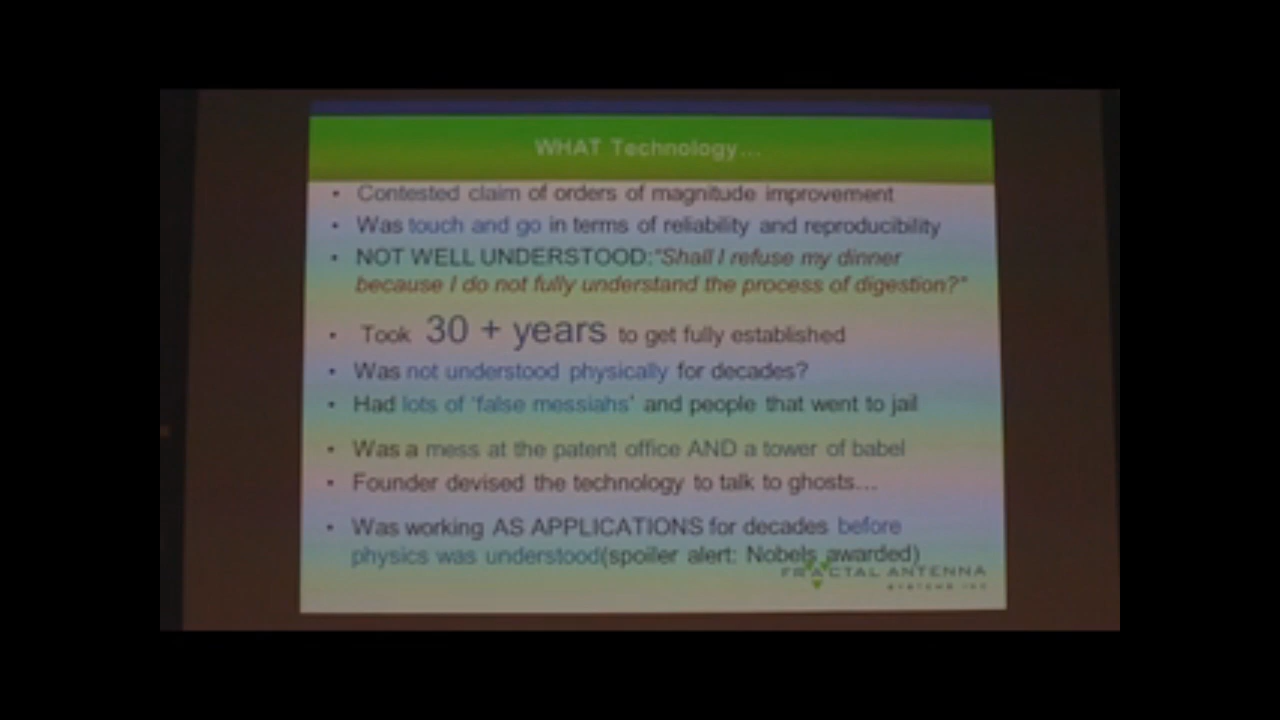 WHAT Technology...
• Contested claim of orders of magnitude improvement
• Was touch and go in terms of reliability and reproducibility
• NOT WELL UNDERSTOOD:"Shall I refuse my dinner
because I do not fully understand the process of digestion?"
• Took 30 + years to get fully established
• Was not understood physically for decades?
• Had lots of 'false messiahs' and people that went to jail
• Was a mess at the patent office AND a tower of babel
• Founder devised the technology to talk to ghosts...
• Was working AS APPLICATIONS for decades before
physics was understood(spoiler alert: Nobels awarded)
FRACTAL ANTENNA
SYSTEMS INC